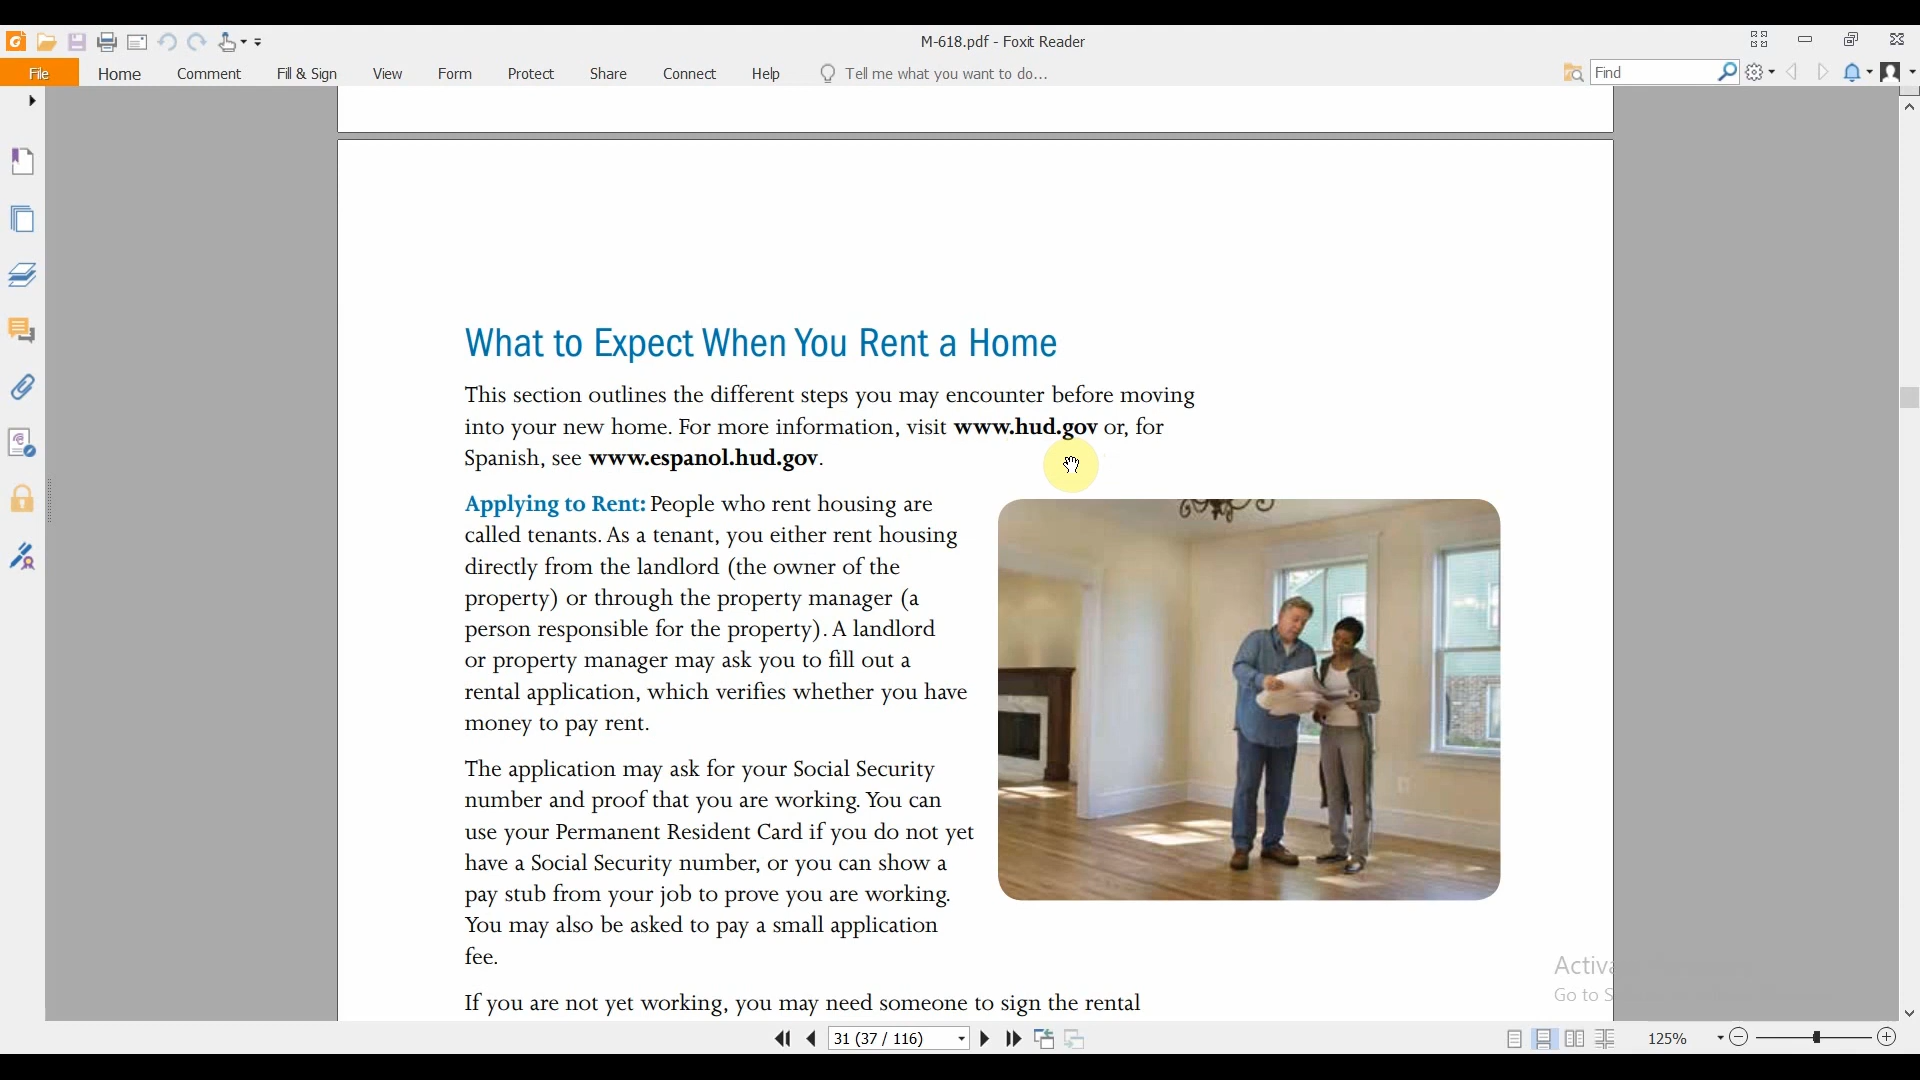 M-618.pdf - Foxit Reader
File Home Comment Fill & Sign View Form Protect Share Connect Help Tell me what you want to do... Find
What to Expect When You Rent a Home
This section outlines the different steps you may encounter before moving
into your new home. For more information, visit www.hud.gov or, for
Spanish, see www.espanol.hud.gov.
Applying to Rent: People who rent housing are
called tenants. As a tenant, you either rent housing
directly from the landlord (the owner of the
property) or through the property manager (a
person responsible for the property). A landlord
or property manager may ask you to fill out a
rental application, which verifies whether you have
money to pay rent.
The application may ask for your Social Security
number and proof that you are working. You can
use your Permanent Resident Card if you do not yet
have a Social Security number, or you can show a
pay stub from your job to prove you are working.
You may also be asked to pay a small application
fee.
If you are not yet working, you may need someone to sign the rental
Go to
31 (37 / 116) 125%